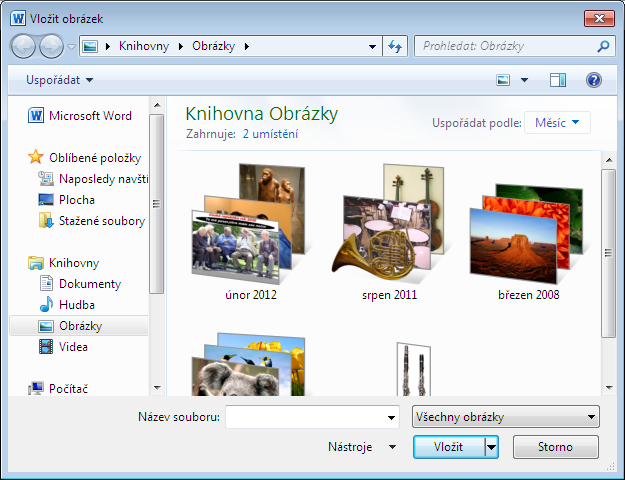 Vložit obrázek
Knihovny Obrázky
Prohledat: Obrázky
Uspořádat
Microsoft Word
Oblíbené položky
Naposledy navští
Plocha
Stažené soubory
Knihovny
Dokumenty
Hudba
Obrázky
Videa
Počítač
Knihovna Obrázky
Zahrnuje: 2 umístění
Uspořádat podle: Měsíc
únor 2012
srpen 2011
březen 2008
Název souboru:
Všechny obrázky
Nástroje
Vložit
Storno